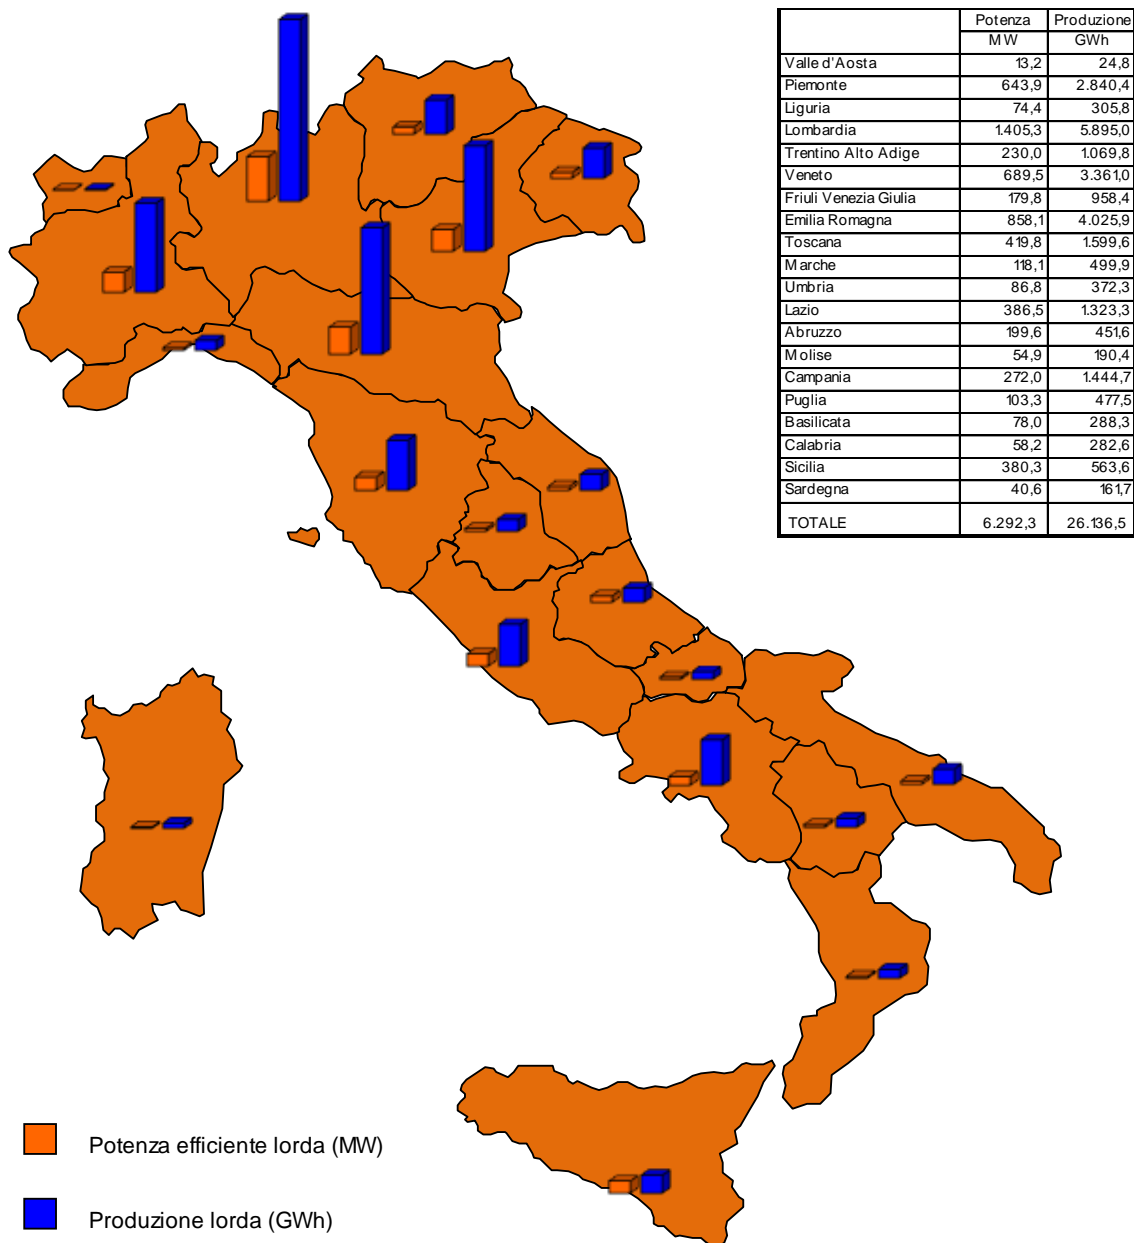 Potenza Produzione
MW GWh
Valle d'Aosta 13,2 24,8
Piemonte 643,9 2.840,4
Liguria 74,4 305,8
Lombardia 1.405,3 5.895,0
Trentino Alto Adige 230,0 1.069,8
Veneto 689,5 3.361,0
Friuli Venezia Giulia 179,8 958,4
Emilia Romagna 858,1 4.025,9
Toscana 419,8 1.599,6
Marche 118,1 499,9
Umbria 86,8 372,3
Lazio 386,5 1.323,3
Abruzzo 199,6 451,6
Molise 54,9 190,4
Campania 272,0 1.444,7
Puglia 103,3 477,5
Basilicata 78,0 288,3
Calabria 58,2 282,6
Sicilia 380,3 563,6
Sardegna 40,6 161,7
TOTALE 6.292,3 26.136,5
Potenza efficiente lorda (MW)
Produzione lorda (GWh)